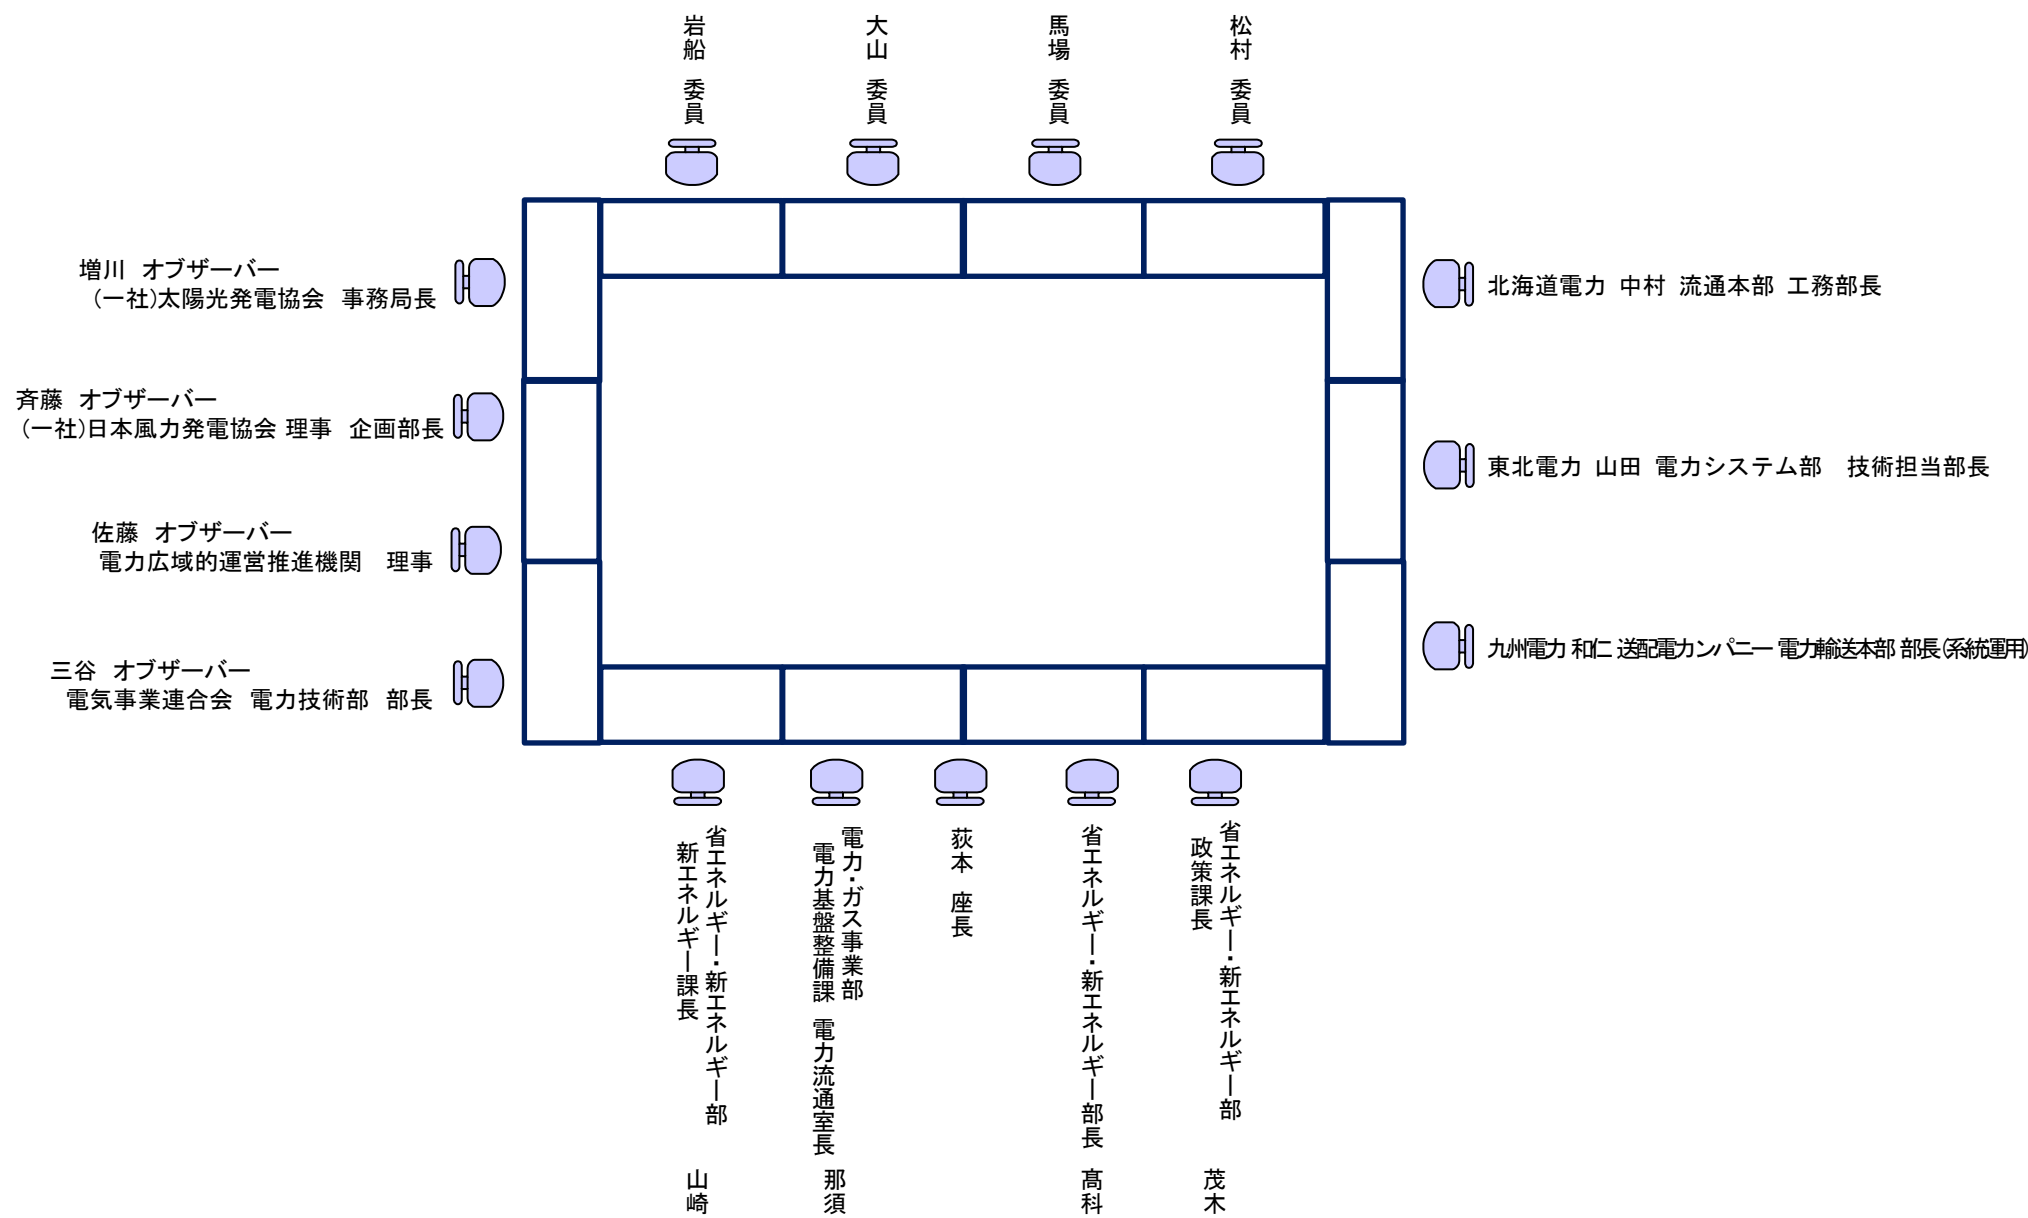 岩船　委員
大山　委員
馬場　委員
松村　委員
増川　オブザーバー
（一社）太陽光発電協会　事務局長
斉藤　オブザーバー
（一社）日本風力発電協会 理事　企画部長
佐藤　オブザーバー
電力広域的運営推進機関　理事
三谷　オブザーバー
電気事業連合会　電力技術部　部長
北海道電力 中村 流通本部 工務部長
東北電力 山田 電力システム部　技術担当部長
九州電力 和仁 送配電カンパニー 電力輸送本部 部長（系統運用）
省エネルギー・新エネルギー部
新エネルギー課長
山崎
電力・ガス事業部
電力基盤整備課 電力流通室長
那須
荻本　座長
省エネルギー・新エネルギー部長
髙科
省エネルギー・新エネルギー部
政策課長
茂木